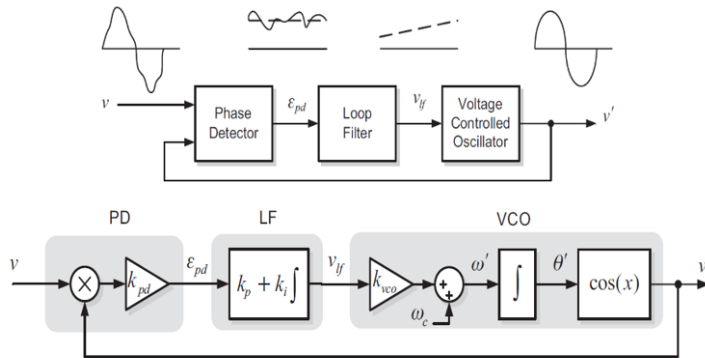 v
Phase
Detector
ε_pd
Loop
Filter
v_lf
Voltage
Controlled
Oscillator
v'
PD
LF
VCO
v
×
k_pd
ε_pd
k_p + k_i ∫
v_lf
k_vco
+
+
ω_c
ω'
∫
θ'
cos(x)
v